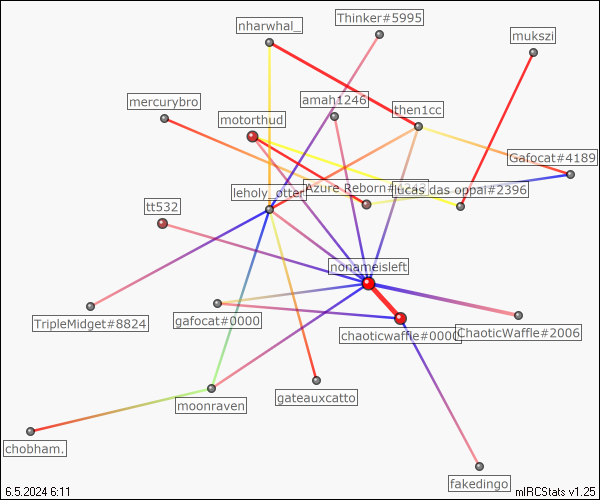 Thinker#5995
nharwhal_
mukszi
mercurybro
amah1246
then1cc
motorthud
Gafocat#4189
leholy_otter
Azure Reborn#
lucas das oppai#2396
tt532
nonameisleft
TripleMidget#8824
gafocat#0000
chaoticwaffle#0000
ChaoticWaffle#2006
gateauxcatto
moonraven
chobham.
fakedingo
6.5.2024 6:11
mIRCStats v1.25